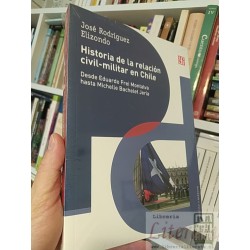 José Rodríguez
Elizondo
Historia de la relación
civil-militar en Chile
Desde Eduardo Frei Montalva
hasta Michelle Bachelet Jeria
Librería